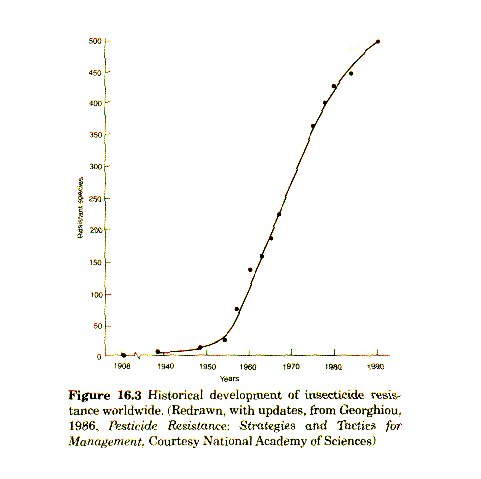 500
450
400
350
300
250
200
150
100
50
0
Resistant species
1908 1940 1950 1960 1970 1980 1990
Years
Figure 16.3 Historical development of insecticide resis-
tance worldwide. (Redrawn, with updates, from Georghiou,
1986, Pesticide Resistance: Strategies and Tactics for
Management, Courtesy National Academy of Sciences)